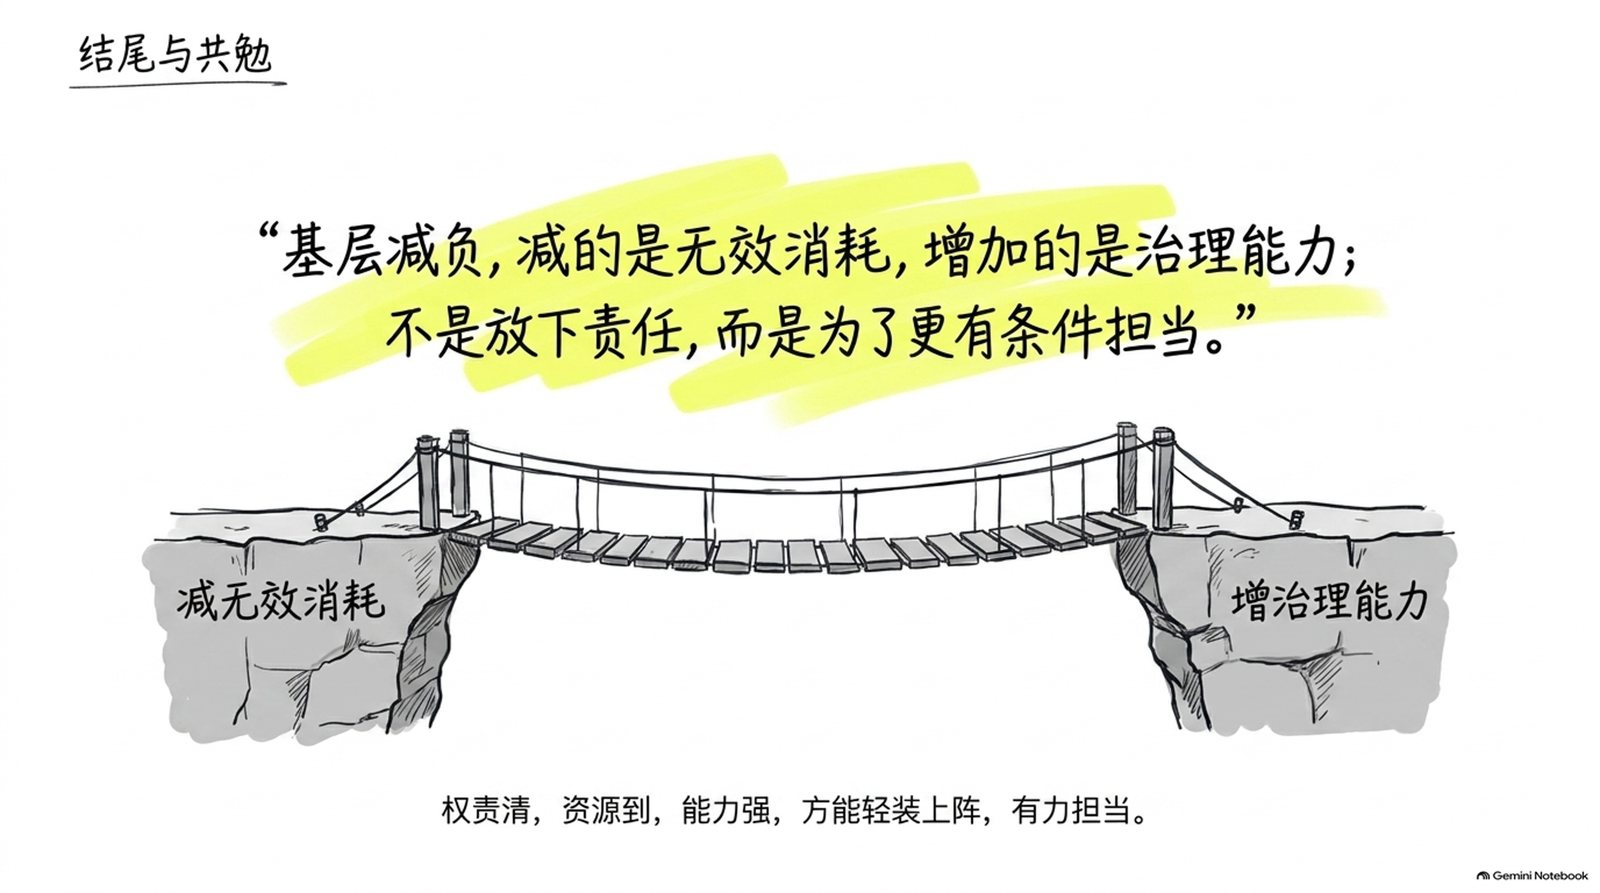 结尾与共勉
“基层减负，减的是无效消耗，增加的是治理能力；
不是放下责任，而是为了更有条件担当。”
减无效消耗
增治理能力
权责清，资源到，能力强，方能轻装上阵，有力担当。
Gemini Notebook